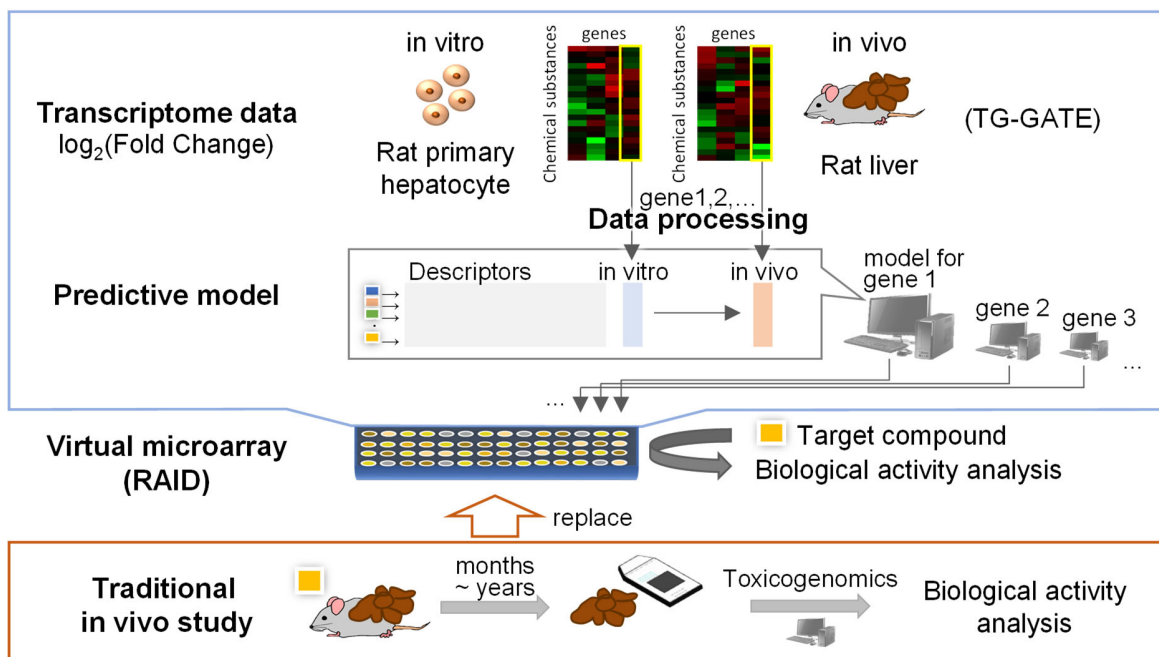 in vitro
genes
genes
in vivo
Chemical substances
Chemical substances
Transcriptome data
log₂(Fold Change)
(TG-GATE)
Rat primary
hepatocyte
Rat liver
gene1,2,...
Data processing
Predictive model
Descriptors
in vitro
in vivo
model for
gene 1
gene 2
gene 3
...
...
Virtual microarray
(RAID)
Target compound
Biological activity analysis
replace
Traditional
in vivo study
months
~ years
Toxicogenomics
Biological activity
analysis